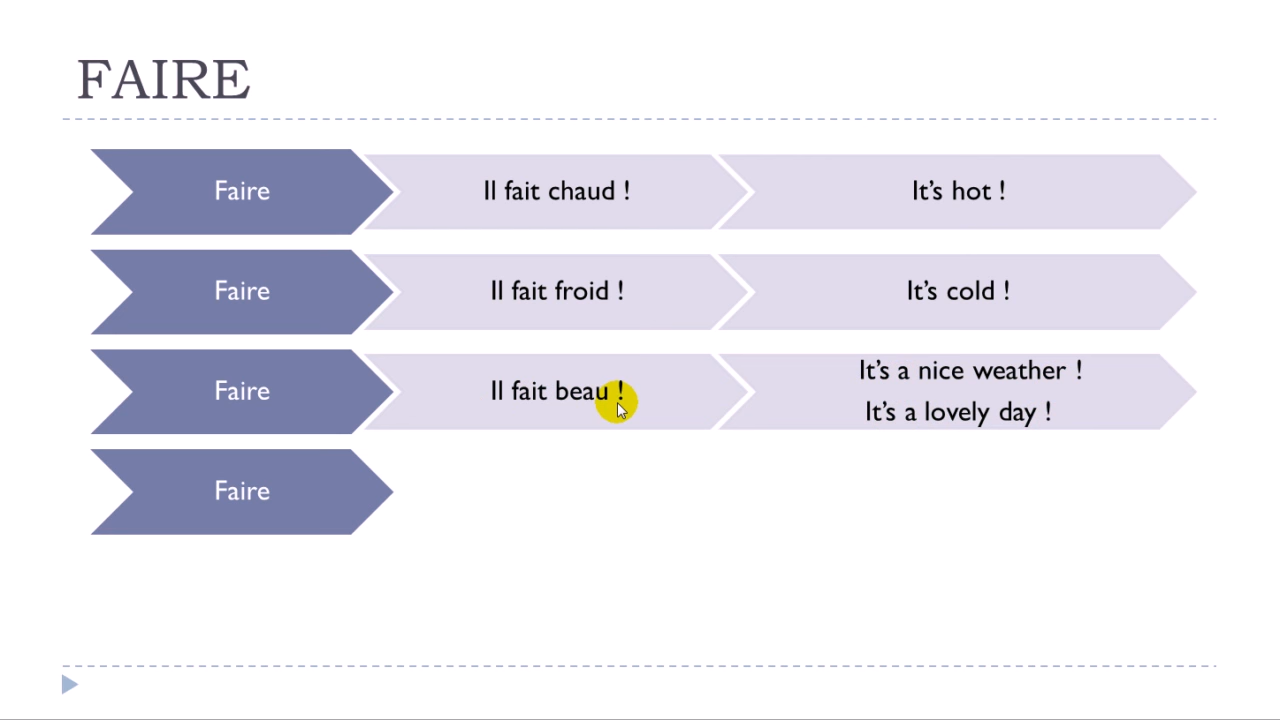 FAIRE
Faire
Il fait chaud !
It's hot !
Faire
Il fait froid !
It's cold !
Faire
Il fait beau !
It's a nice weather !
It's a lovely day !
Faire